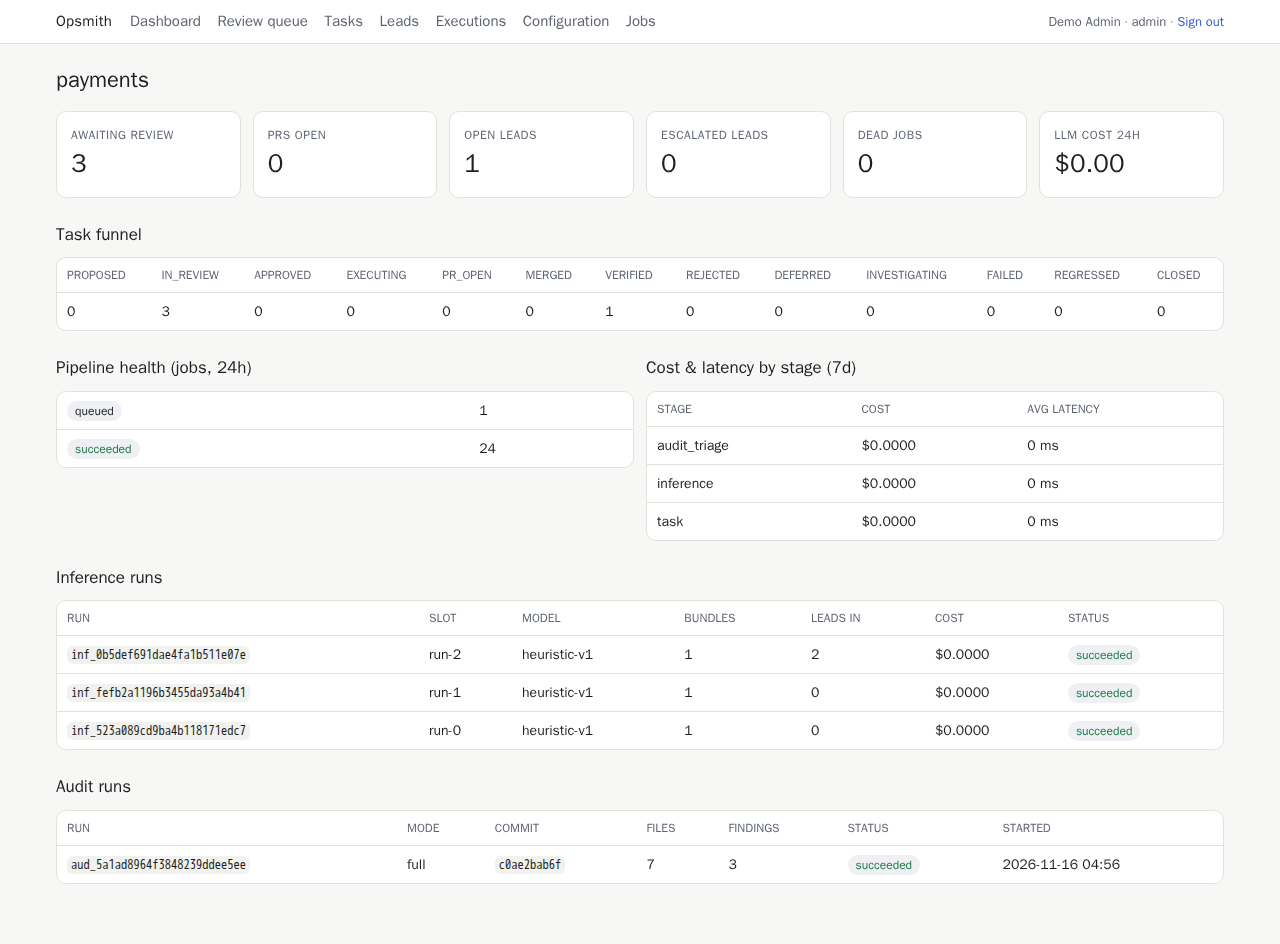 Opsmith Dashboard Review queue Tasks Leads Executions Configuration Jobs Demo Admin · admin · Sign out
payments
AWAITING REVIEW PRS OPEN OPEN LEADS ESCALATED LEADS DEAD JOBS LLM COST 24H
3 0 1 0 0 $0.00
Task funnel
PROPOSED IN_REVIEW APPROVED EXECUTING PR_OPEN MERGED VERIFIED REJECTED DEFERRED INVESTIGATING FAILED REGRESSED CLOSED
0 3 0 0 0 0 1 0 0 0 0 0 0
Pipeline health (jobs, 24h)
queued 1
succeeded 24
Cost & latency by stage (7d)
STAGE COST AVG LATENCY
audit_triage $0.0000 0 ms
inference $0.0000 0 ms
task $0.0000 0 ms
Inference runs
RUN SLOT MODEL BUNDLES LEADS IN COST STATUS
inf_0b5def691dae4fa1b511e07e run-2 heuristic-v1 1 2 $0.0000 succeeded
inf_fefb2a1196b3455da93a4b41 run-1 heuristic-v1 1 0 $0.0000 succeeded
inf_523a089cd9ba4b118171edc7 run-0 heuristic-v1 1 0 $0.0000 succeeded
Audit runs
RUN MODE COMMIT FILES FINDINGS STATUS STARTED
aud_5a1ad8964f3848239ddee5ee full c0ae2bab6f 7 3 succeeded 2026-11-16 04:56